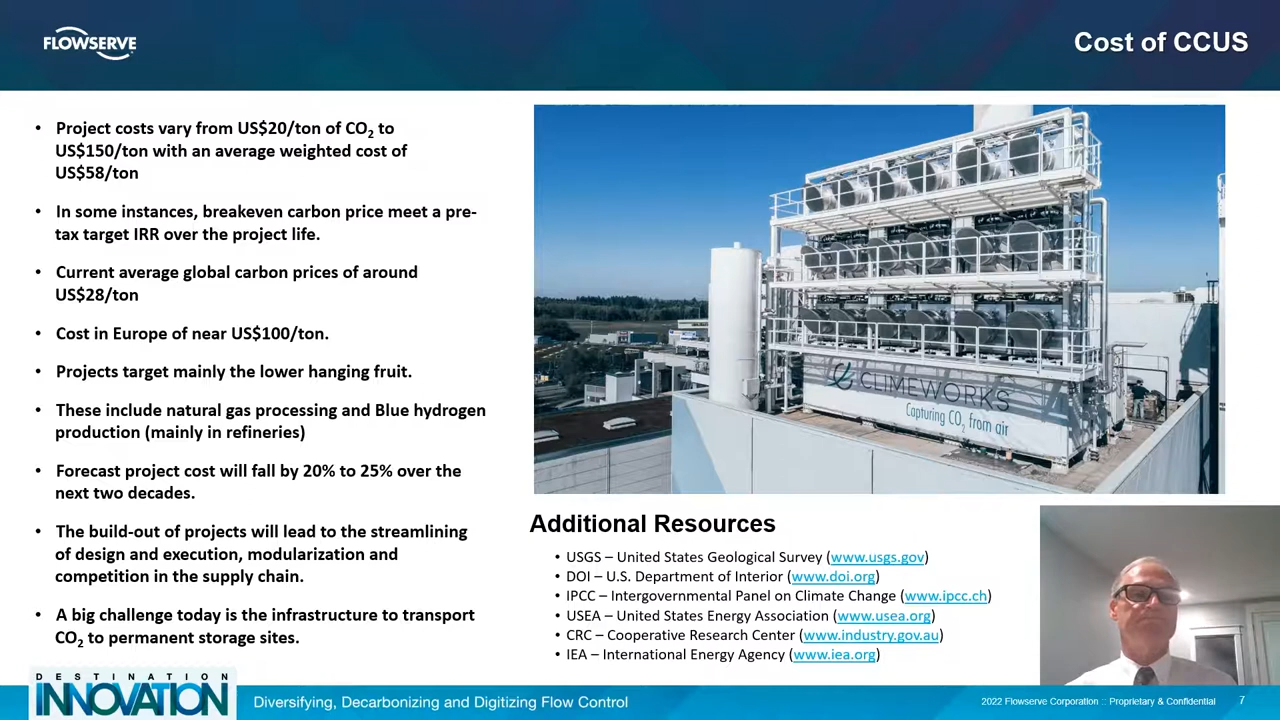 FLOWSERVE
Cost of CCUS
• Project costs vary from US$20/ton of CO₂ to
US$150/ton with an average weighted cost of
US$58/ton
• In some instances, breakeven carbon price meet a pre-
tax target IRR over the project life.
• Current average global carbon prices of around
US$28/ton
• Cost in Europe of near US$100/ton.
• Projects target mainly the lower hanging fruit.
• These include natural gas processing and Blue hydrogen
production (mainly in refineries)
• Forecast project cost will fall by 20% to 25% over the
next two decades.
• The build-out of projects will lead to the streamlining
of design and execution, modularization and
competition in the supply chain.
• A big challenge today is the infrastructure to transport
CO₂ to permanent storage sites.
CLIMEWORKS
Capturing CO₂ from air
Additional Resources
• USGS – United States Geological Survey (www.usgs.gov)
• DOI – U.S. Department of Interior (www.doi.org)
• IPCC – Intergovernmental Panel on Climate Change (www.ipcc.ch)
• USEA – United States Energy Association (www.usea.org)
• CRC – Cooperative Research Center (www.industry.gov.au)
• IEA – International Energy Agency (www.iea.org)
DESTINATION
INNOVATION
Diversifying, Decarbonizing and Digitizing Flow Control
2022 Flowserve Corporation :: Proprietary & Confidential
7